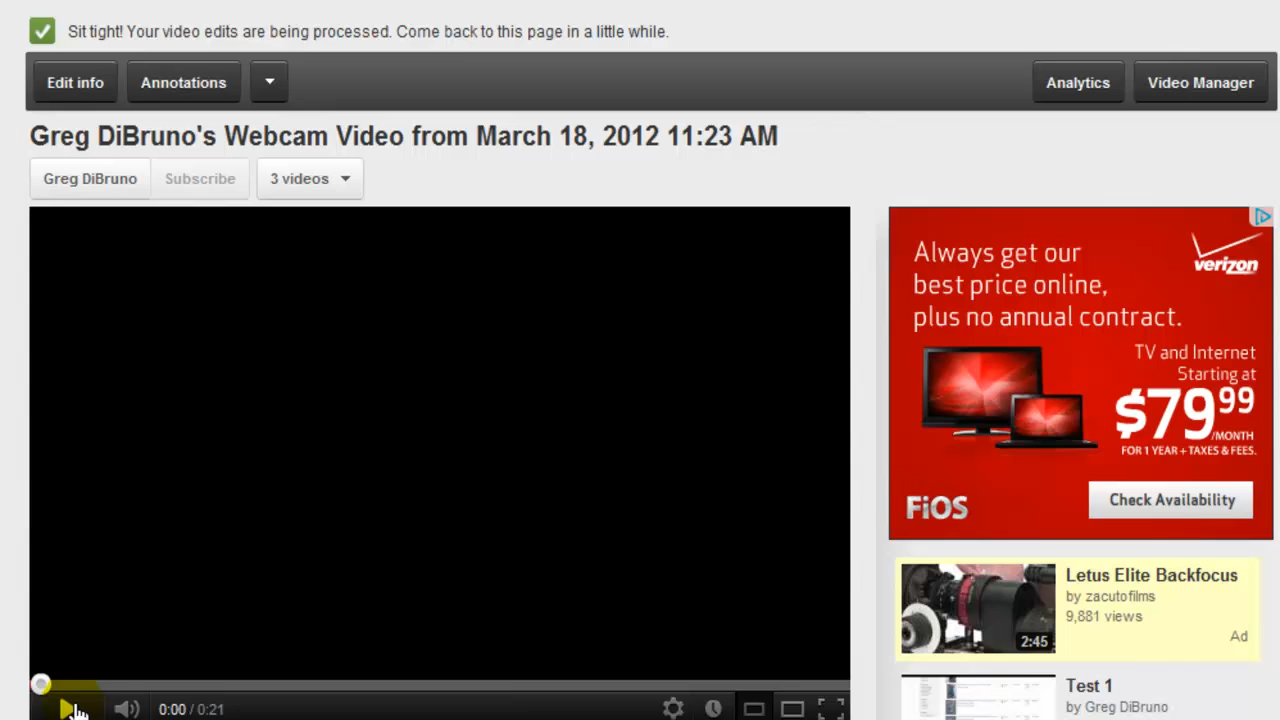 Sit tight! Your video edits are being processed. Come back to this page in a little while.
Edit info
Annotations
Analytics
Video Manager
Greg DiBruno's Webcam Video from March 18, 2012 11:23 AM
Greg DiBruno
Subscribe
3 videos
Always get our
best price online,
plus no annual contract.
verizon
TV and Internet
Starting at
$79.99
/MONTH
FOR 1 YEAR + TAXES & FEES.
FiOS
Check Availability
Letus Elite Backfocus
by zacutofilms
9,881 views
Ad
2:45
Test 1
by Greg DiBruno
0:00 / 0:21